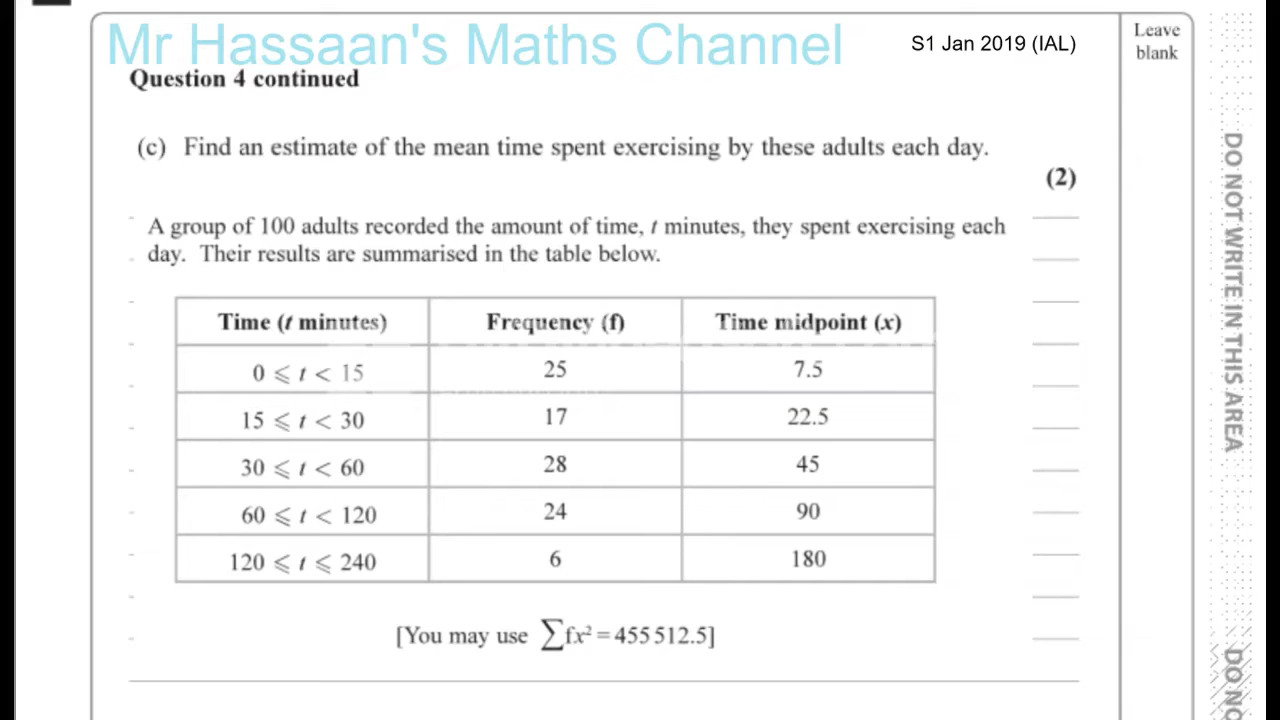 Mr Hassaan's Maths Channel
S1 Jan 2019 (IAL)
Leave
blank
Question 4 continued
(c) Find an estimate of the mean time spent exercising by these adults each day.
(2)
A group of 100 adults recorded the amount of time, t minutes, they spent exercising each
day. Their results are summarised in the table below.
Time (t minutes) Frequency (f) Time midpoint (x)
0 ⩽ t < 15 25 7.5
15 ⩽ t < 30 17 22.5
30 ⩽ t < 60 28 45
60 ⩽ t < 120 24 90
120 ⩽ t ⩽ 240 6 180
[You may use ∑fx² = 455 512.5]
DO NOT WRITE IN THIS AREA
DO NO